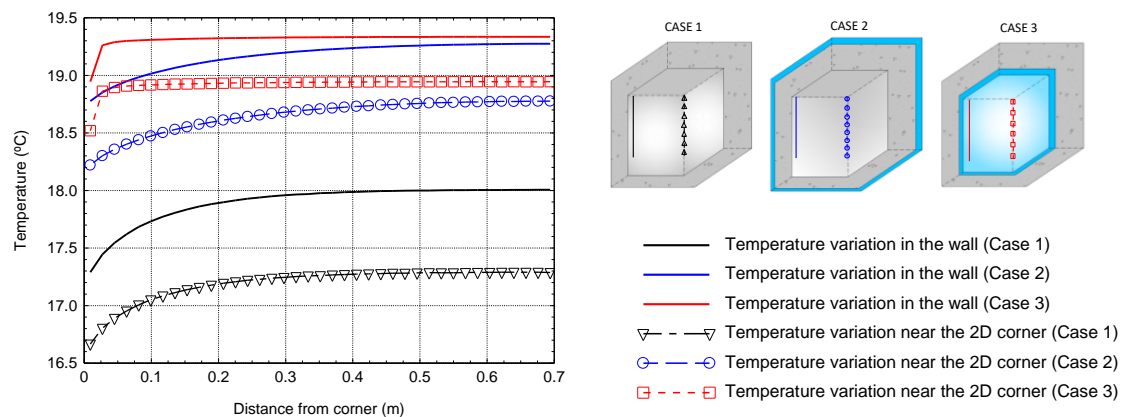 19.5
19.0
18.5
18.0
17.5
17.0
16.5
Temperature (ºC)
0 0.1 0.2 0.3 0.4 0.5 0.6 0.7
Distance from corner (m)
CASE 1
CASE 2
CASE 3
Temperature variation in the wall (Case 1)
Temperature variation in the wall (Case 2)
Temperature variation in the wall (Case 3)
Temperature variation near the 2D corner (Case 1)
Temperature variation near the 2D corner (Case 2)
Temperature variation near the 2D corner (Case 3)